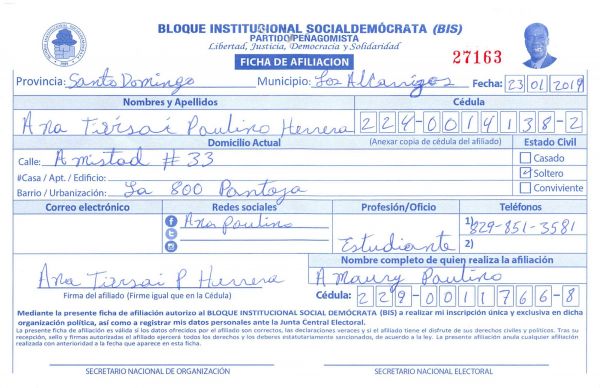 BLOQUE INSTITUCIONAL SOCIALDEMÓCRATA (BIS)
PARTIDO PEÑAGOMISTA
Libertad, Justicia, Democracia y Solidaridad
FICHA DE AFILIACION
27163
Provincia: Santo Domingo Municipio: Los Alcarrizos Fecha: 23/01/2019
Nombres y Apellidos Cédula
Ana Tirsai Paulino Herrera 224-0014138-2
Domicilio Actual (Anexar copia de cédula del afiliado) Estado Civil
Calle: Amistad # 33 Casado
#Casa / Apt. / Edificio: Soltero
Barrio / Urbanización: La 800 Pantoja Conviviente
Correo electrónico Redes sociales Profesión/Oficio Teléfonos
Ana Paulino 1) 829-851-3581
Estudiante 2)
Nombre completo de quien realiza la afiliación
Ana Tirsai P Herrera A Maury Paulino
Firma del afiliado (Firme igual que en la Cédula) Cédula: 229-0011766-8
Mediante la presente ficha de afiliación autorizo al BLOQUE INSTITUCIONAL SOCIAL DEMÓCRATA (BIS) a realizar mi inscripción única y exclusiva en dicha
organización política, así como a registrar mis datos personales ante la Junta Central Electoral.
La presente ficha de afiliación es válida si los datos ofrecidos por el afiliado son correctos, las declaraciones veraces y si el afiliado tiene el disfrute de sus derechos civiles y políticos. Tras su
recepción, sello y firmas autorizadas el afiliado ejercerá todos los derechos y los deberes estatutariamente sancionados, de acuerdo a la ley. La presente afiliación anula cualquier afiliación
realizada con anterioridad a la fecha que aparece en esta ficha.
SECRETARIO NACIONAL DE ORGANIZACIÓN SECRETARIO NACIONAL ELECTORAL